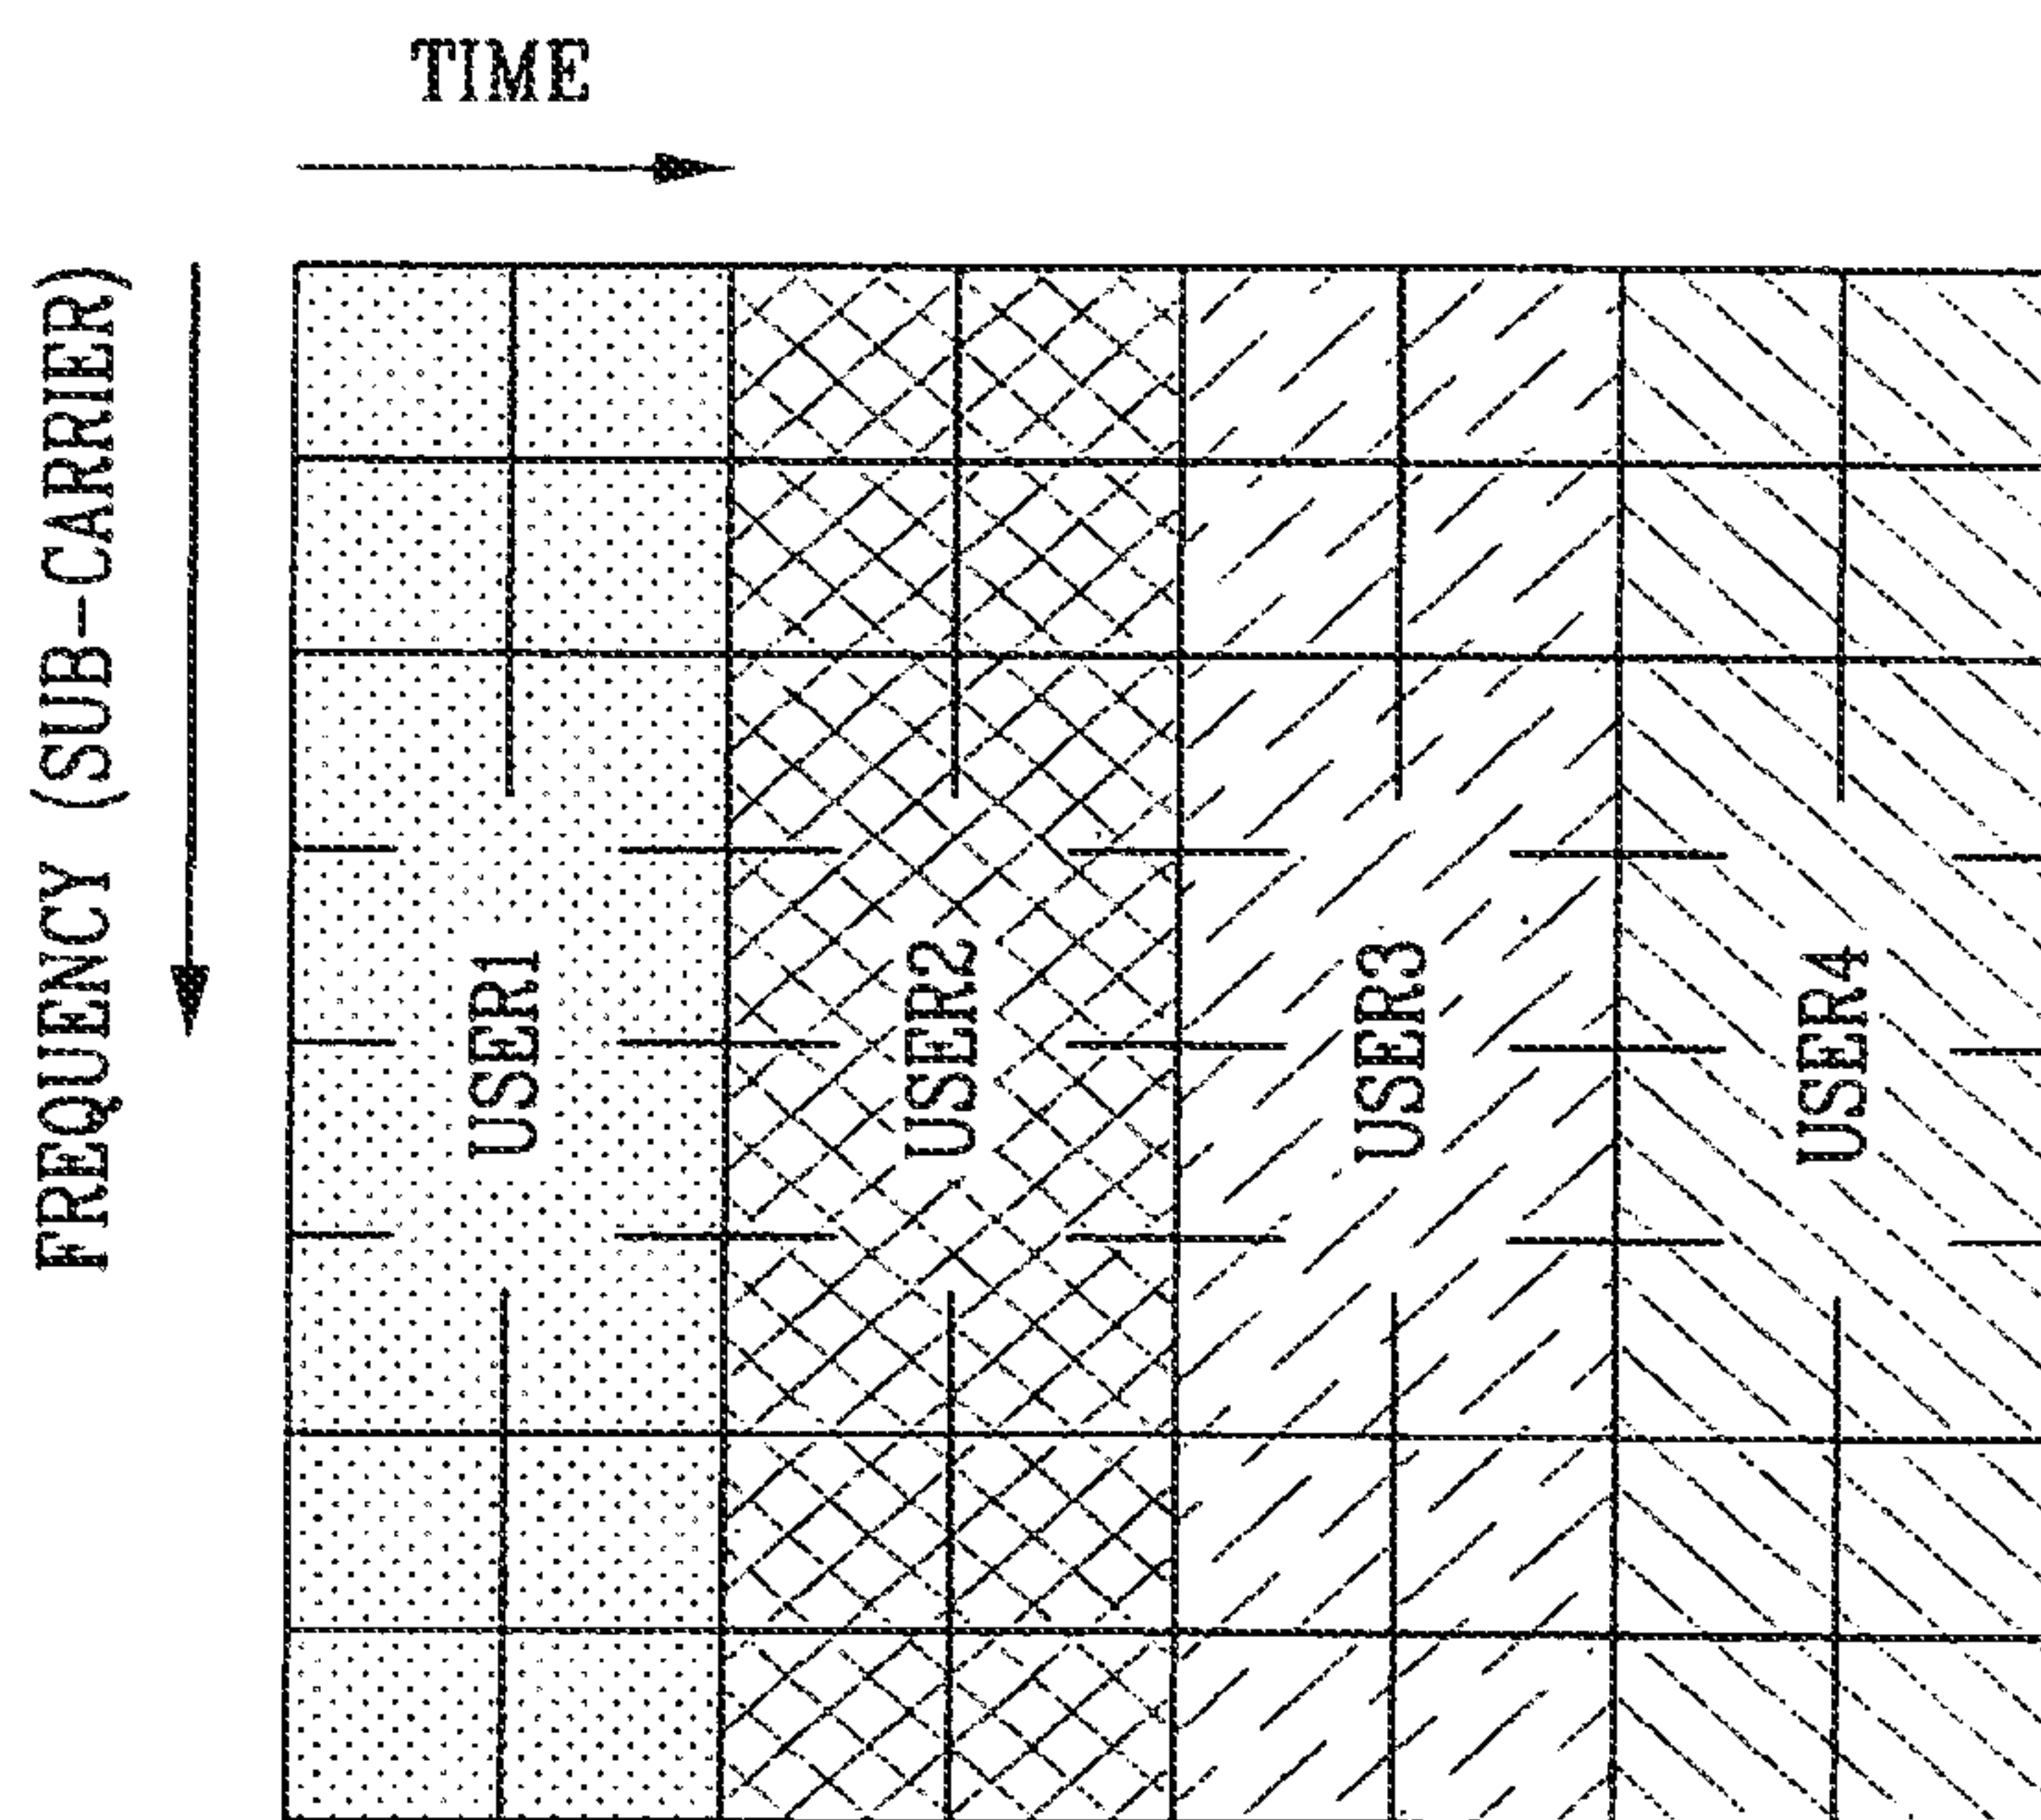 TIME
FREQUENCY (SUB-CARRIER)
USER1
USER2
USER3
USER4